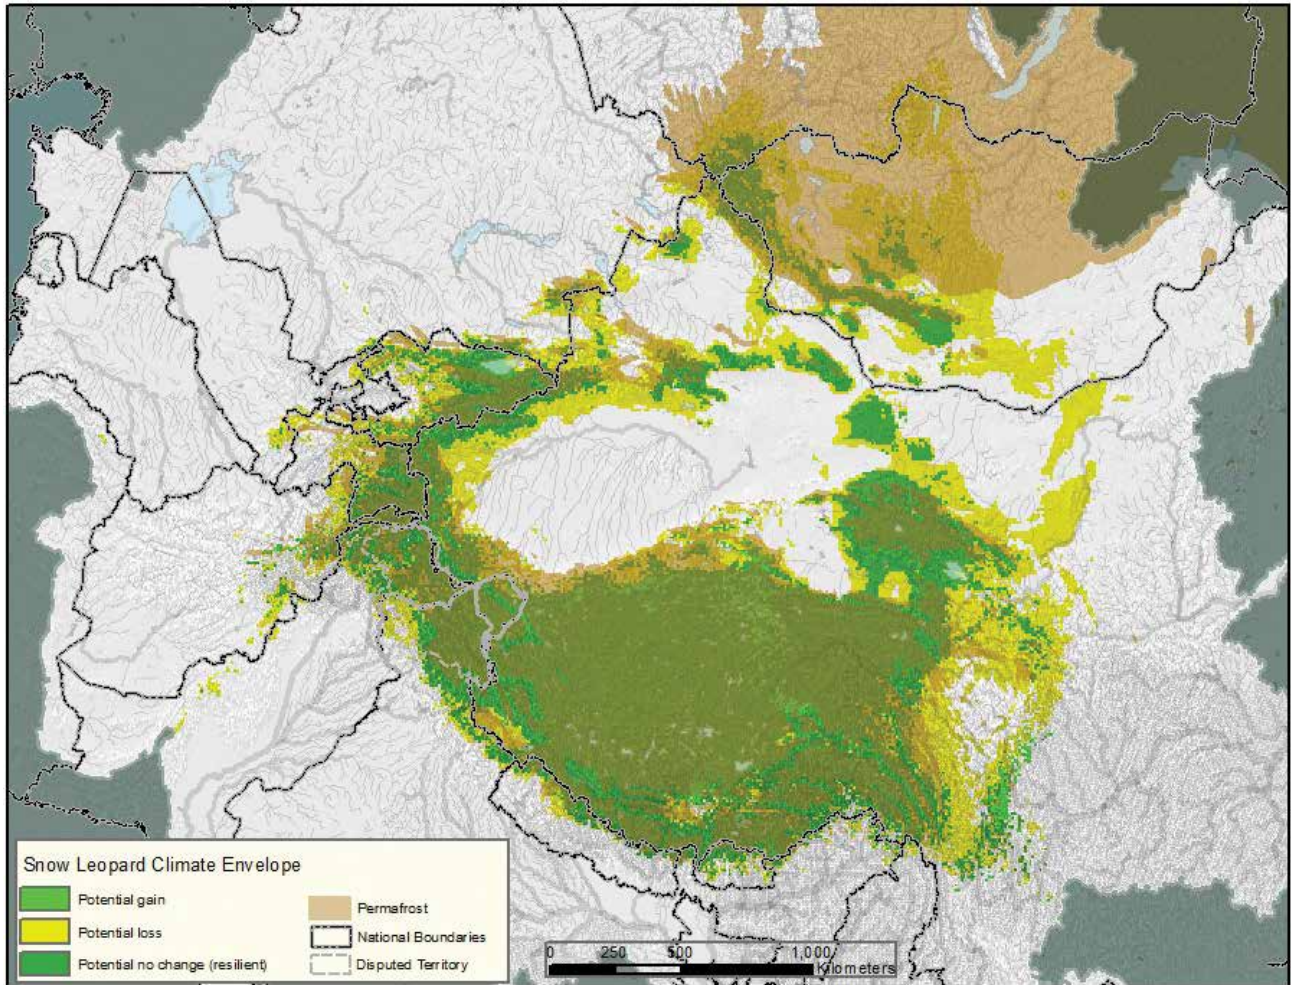 Snow Leopard Climate Envelope
Potential gain
Potential loss
Potential no change (resilient)
Permafrost
National Boundaries
Disputed Territory
0 250 500 1,000
Kilometers